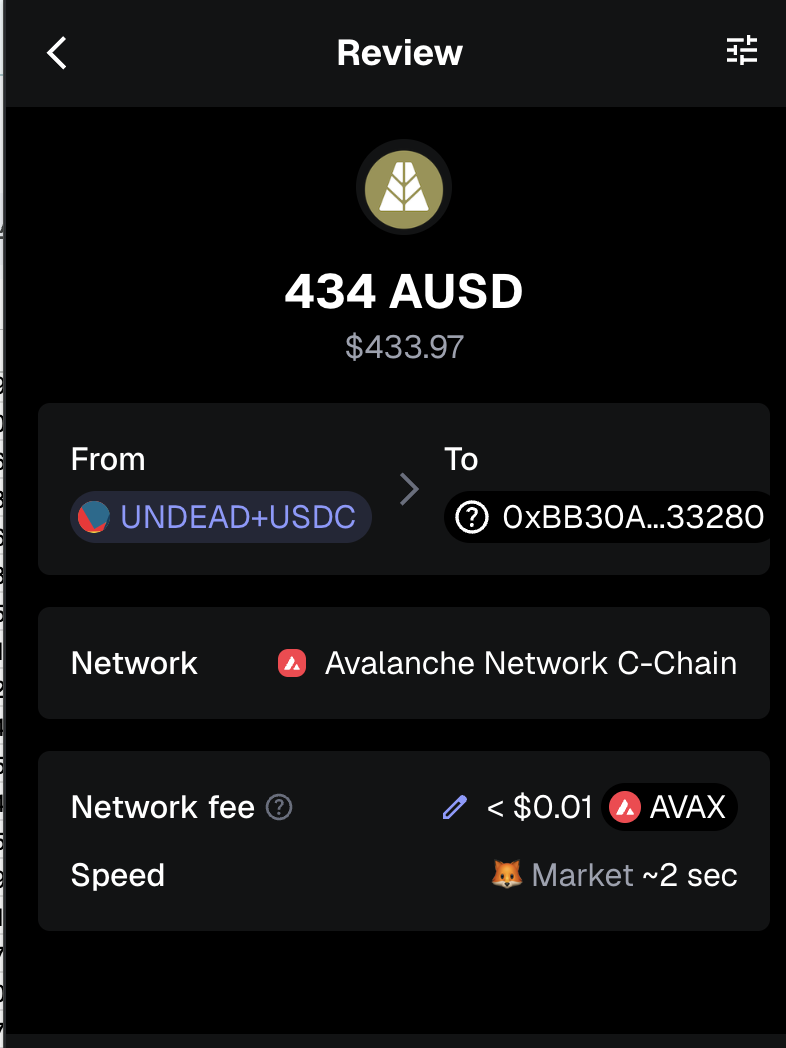 Review
434 AUSD
$433.97
From
To
UNDEAD+USDC
0xBB30A...33280
Network
Avalanche Network C-Chain
Network fee
< $0.01
AVAX
Speed
Market ~2 sec